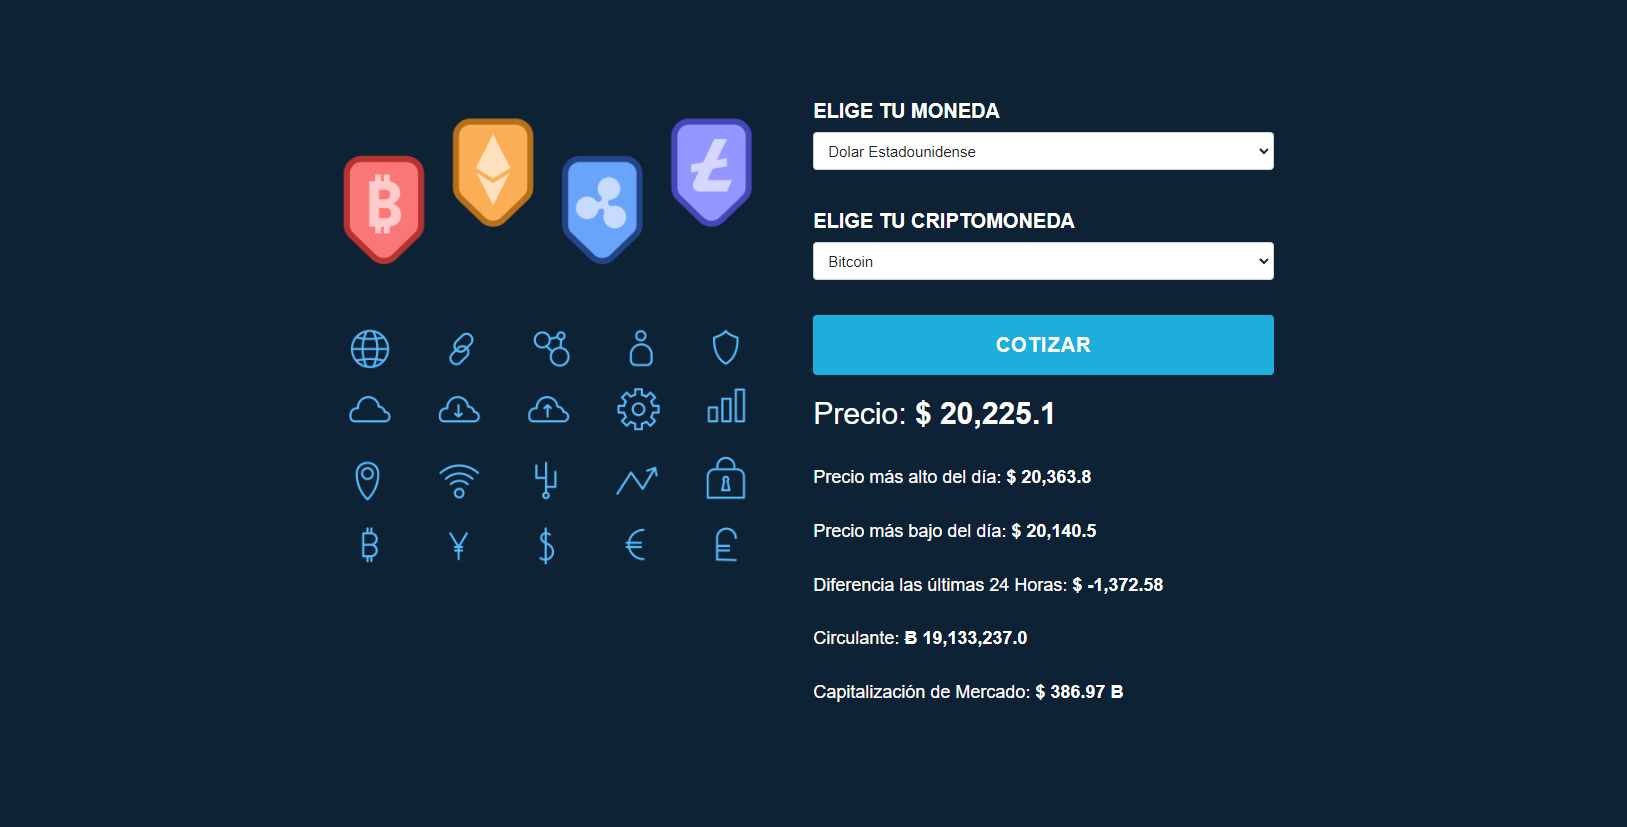 ELIGE TU MONEDA
Dolar Estadounidense
ELIGE TU CRIPTOMONEDA
Bitcoin
COTIZAR
Precio: $ 20,225.1
Precio más alto del día: $ 20,363.8
Precio más bajo del día: $ 20,140.5
Diferencia las últimas 24 Horas: $ -1,372.58
Circulante: Ƀ 19,133,237.0
Capitalización de Mercado: $ 386.97 B